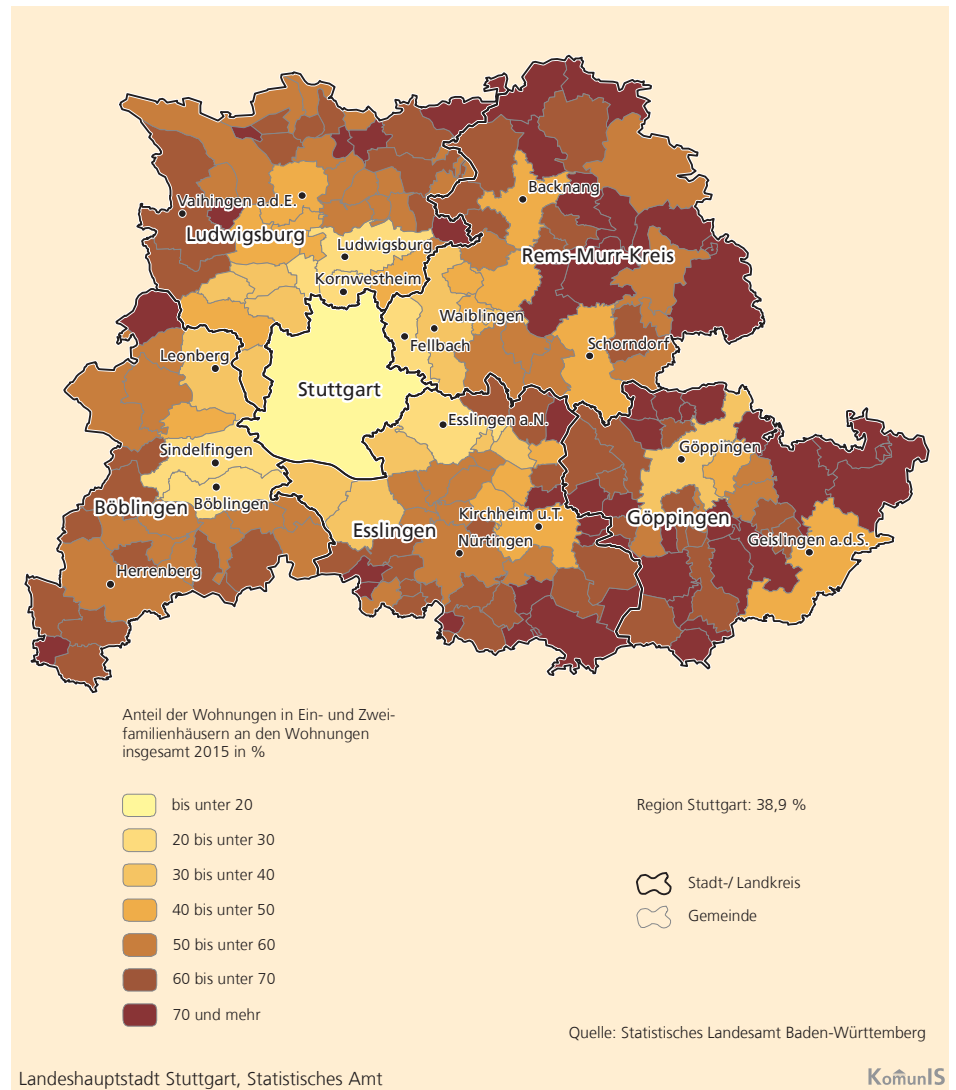 Backnang
Vaihingen a.d.E.
Ludwigsburg
Ludwigsburg
Rems-Murr-Kreis
Kornwestheim
Waiblingen
Fellbach
Schorndorf
Leonberg
Stuttgart
Esslingen a.N.
Göppingen
Sindelfingen
Böblingen
Böblingen
Kirchheim u.T.
Göppingen
Esslingen
Nürtingen
Geislingen a.d.S.
Herrenberg
Anteil der Wohnungen in Ein- und Zwei-
familienhäusern an den Wohnungen
insgesamt 2015 in %
bis unter 20
20 bis unter 30
30 bis unter 40
40 bis unter 50
50 bis unter 60
60 bis unter 70
70 und mehr
Region Stuttgart: 38,9 %
Stadt-/ Landkreis
Gemeinde
Quelle: Statistisches Landesamt Baden-Württemberg
Landeshauptstadt Stuttgart, Statistisches Amt
KomunIS